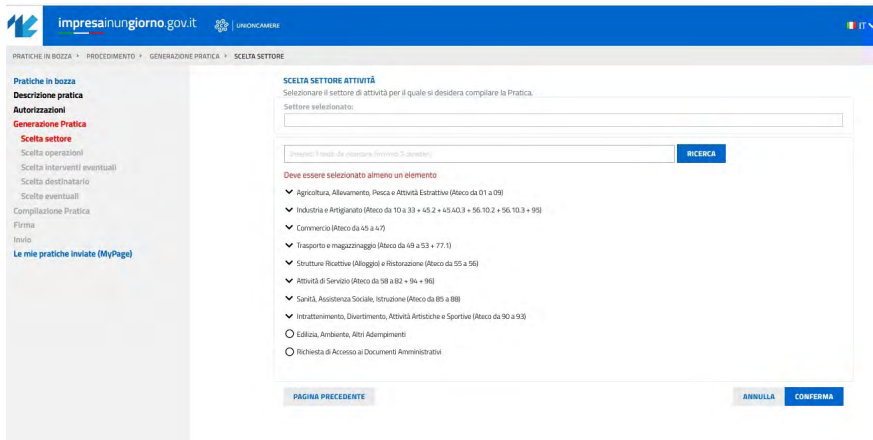 impresainungiorno.gov.it
UNIONCAMERE
IT
PRATICHE IN BOZZA
PROCEDIMENTO
GENERAZIONE PRATICA
SCELTA SETTORE
Pratiche in bozza
Descrizione pratica
Autorizzazioni
Generazione Pratica
Scelta settore
Scelta operazioni
Scelta interventi eventuali
Scelta destinatario
Scelte eventuali
Compilazione Pratica
Firma
Invio
Le mie pratiche inviate (MyPage)
SCELTA SETTORE ATTIVITÀ
Selezionare il settore di attività per il quale si desidera compilare la Pratica.
Settore selezionato:
RICERCA
Deve essere selezionato almeno un elemento
Agricoltura, Allevamento, Pesca e Attività Estrattive (Ateco da 01 a 09)
Industria e Artigianato (Ateco da 10 a 33 + 45.2 + 45.40.3 + 56.10.2 + 56.10.3 + 95)
Commercio (Ateco da 45 a 47)
Trasporto e magazzinaggio (Ateco da 49 a 53 + 77.1)
Strutture Ricettive (Alloggio) e Ristorazione (Ateco da 55 a 56)
Attività di Servizio (Ateco da 58 a 82 + 94 + 96)
Sanità, Assistenza Sociale, Istruzione (Ateco da 85 a 88)
Intrattenimento, Divertimento, Attività Artistiche e Sportive (Ateco da 90 a 93)
Edilizia, Ambiente, Altri Adempimenti
Richiesta di Accesso ai Documenti Amministrativi
PAGINA PRECEDENTE
ANNULLA
CONFERMA